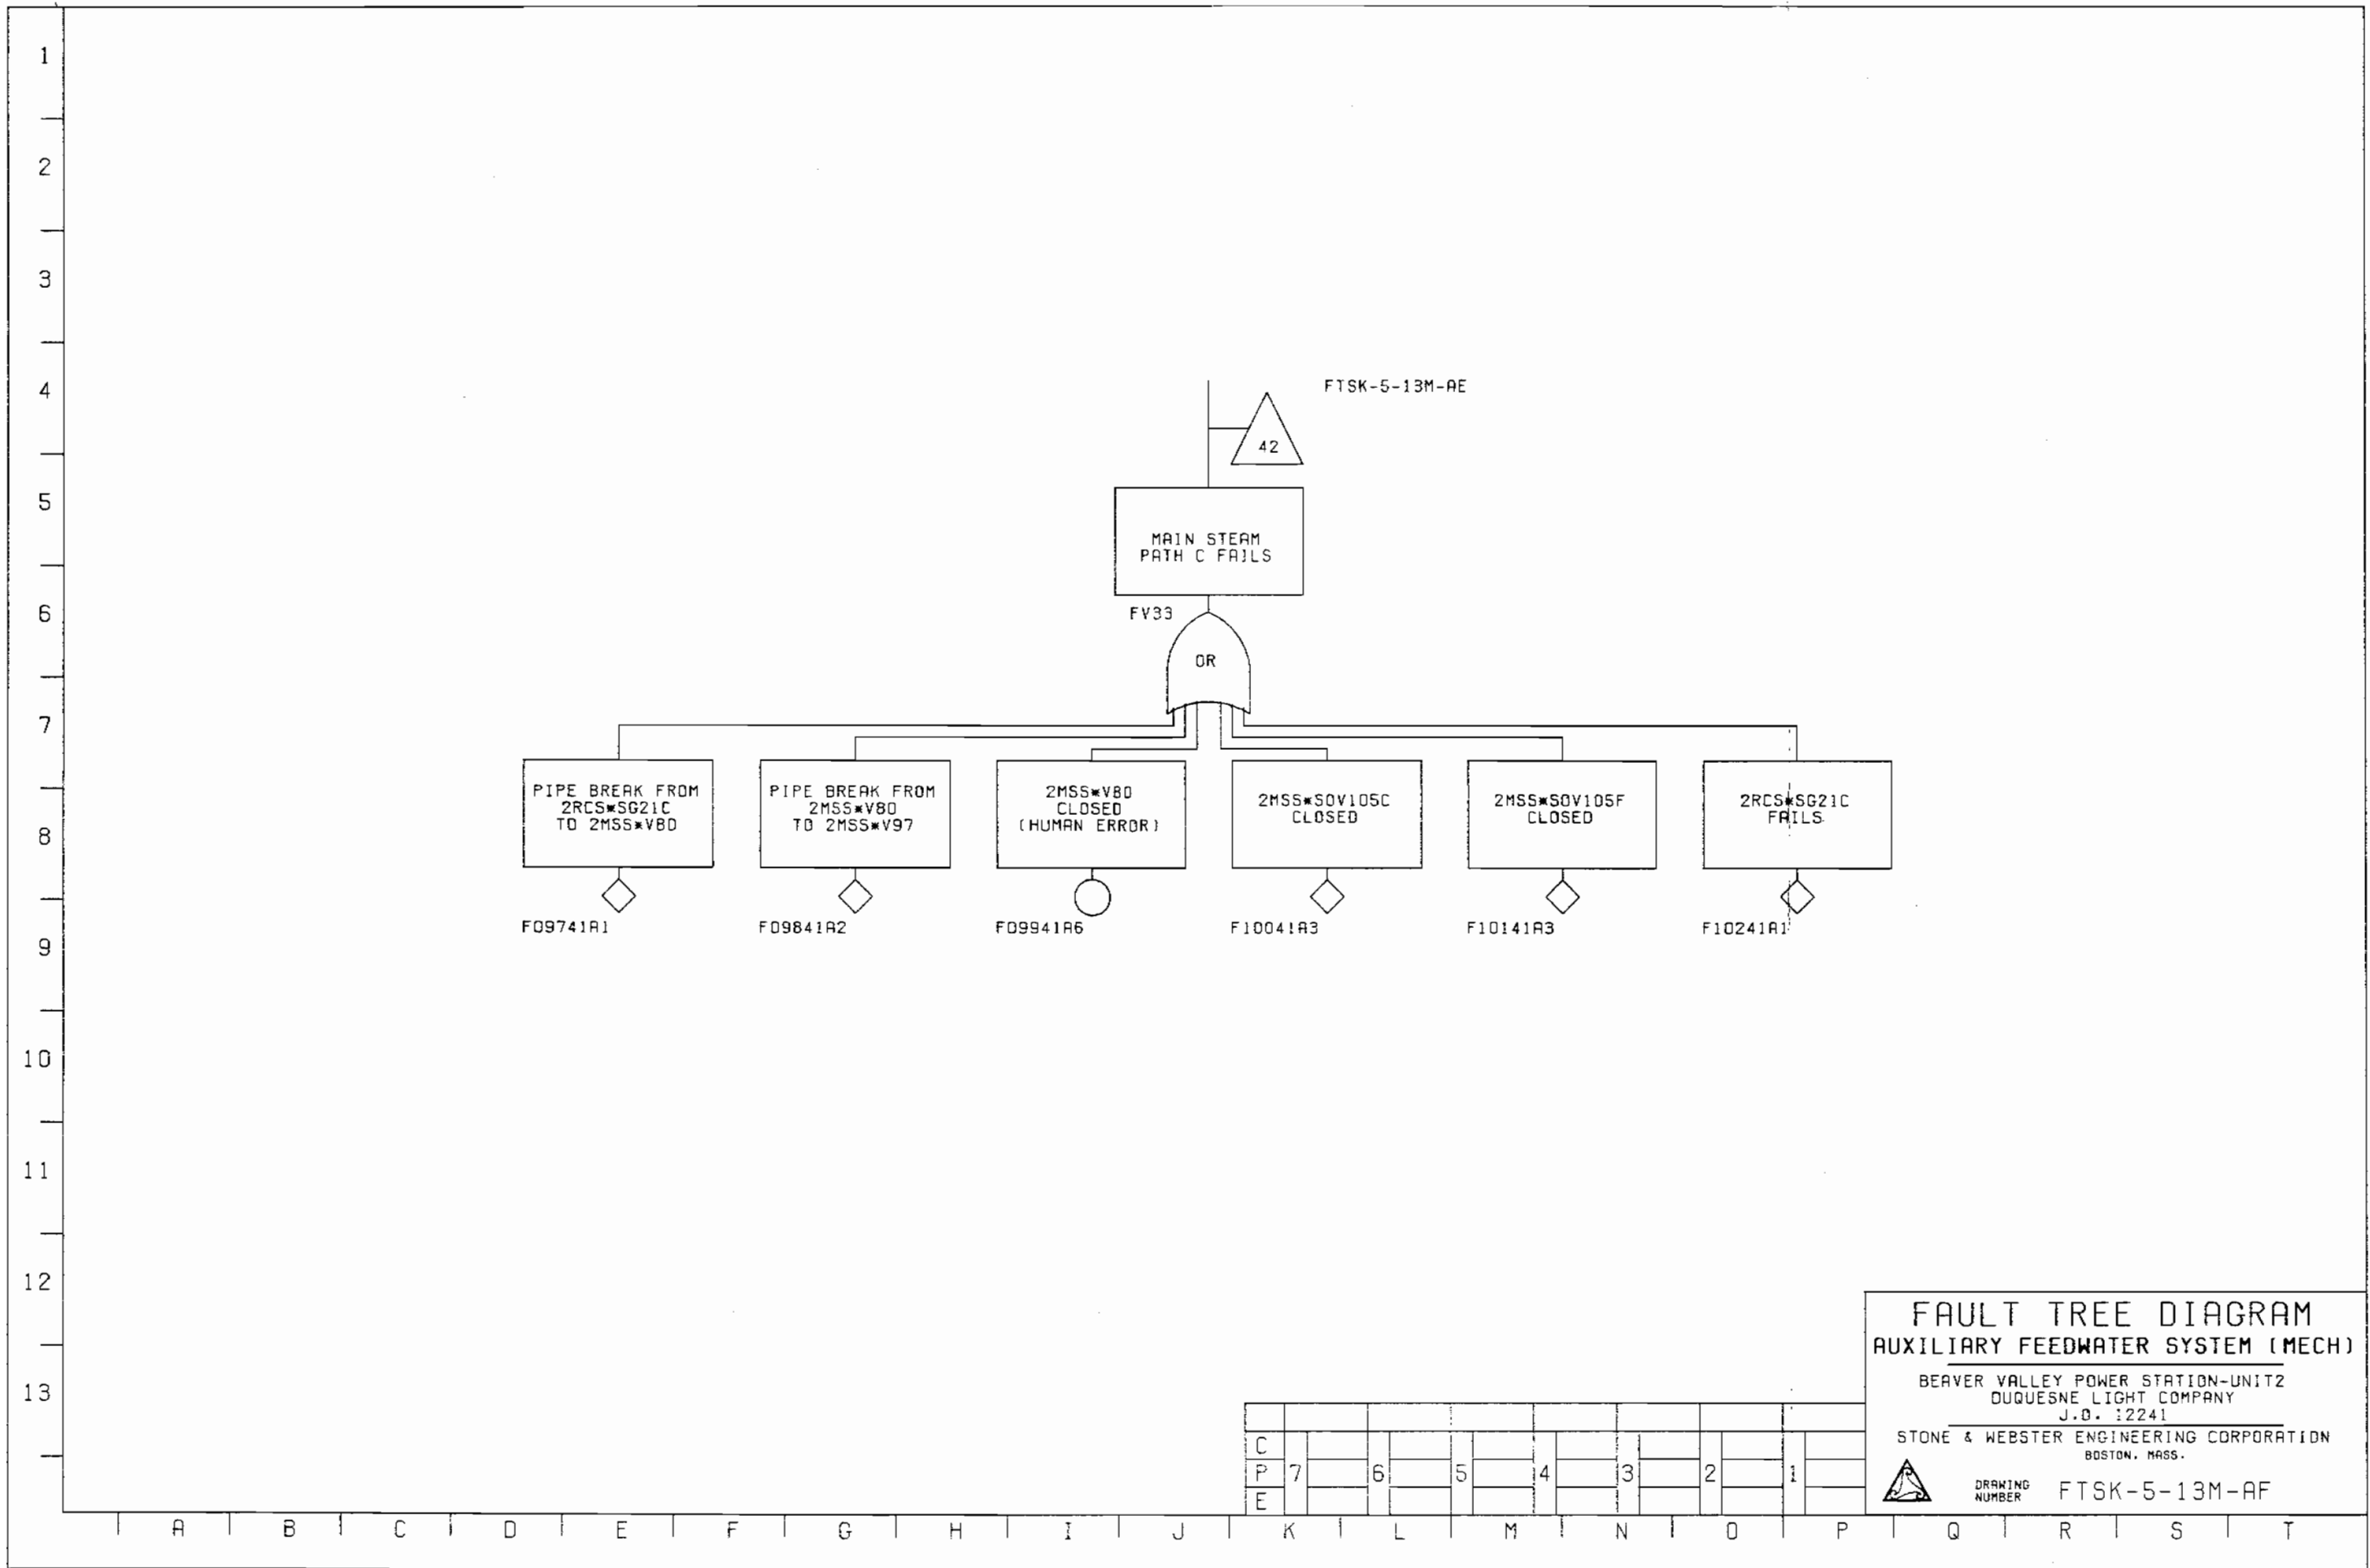 1
2
3
4
5
6
7
8
9
10
11
12
13
FTSK-5-13M-AE
42
MAIN STEAM
PATH C FAILS
FV33
OR
PIPE BREAK FROM
2RCS*SG21C
TO 2MSS*V80
F09741A1
PIPE BREAK FROM
2MSS*V80
TO 2MSS*V97
F09841A2
2MSS*V80
CLOSED
(HUMAN ERROR)
F09941A6
2MSS*SOV105C
CLOSED
F10041A3
2MSS*SOV105F
CLOSED
F10141A3
2RCS*SG21C
FAILS
F10241A1
C
P 7 6 5 4 3 2 1
E
FAULT TREE DIAGRAM
AUXILIARY FEEDWATER SYSTEM (MECH)
BEAVER VALLEY POWER STATION-UNIT2
DUQUESNE LIGHT COMPANY
J.O. 12241
STONE & WEBSTER ENGINEERING CORPORATION
BOSTON, MASS.
DRAWING
NUMBER
FTSK-5-13M-AF
A B C D E F G H I J K L M N O P Q R S T